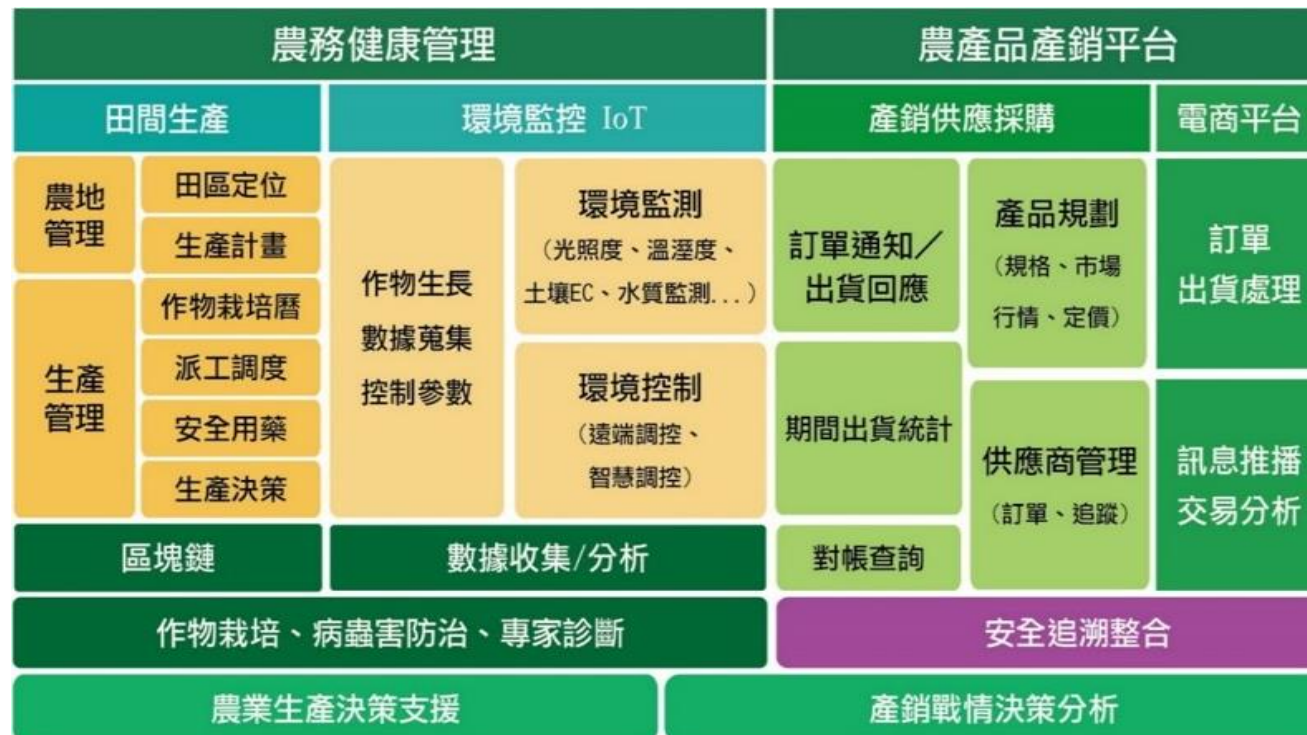 農務健康管理
農產品產銷平台
田間生產
環境監控 IoT
產銷供應採購
電商平台
農地
管理
田區定位
生產計畫
生產
管理
作物栽培曆
派工調度
安全用藥
生產決策
作物生長
數據蒐集
控制參數
環境監測
(光照度、溫溼度、
土壤EC、水質監測...)
環境控制
(遠端調控、
智慧調控)
訂單通知／
出貨回應
期間出貨統計
對帳查詢
產品規劃
(規格、市場
行情、定價)
供應商管理
(訂單、追蹤)
訂單
出貨處理
訊息推播
交易分析
區塊鏈
數據收集/分析
作物栽培、病蟲害防治、專家診斷
安全追溯整合
農業生產決策支援
產銷戰情決策分析